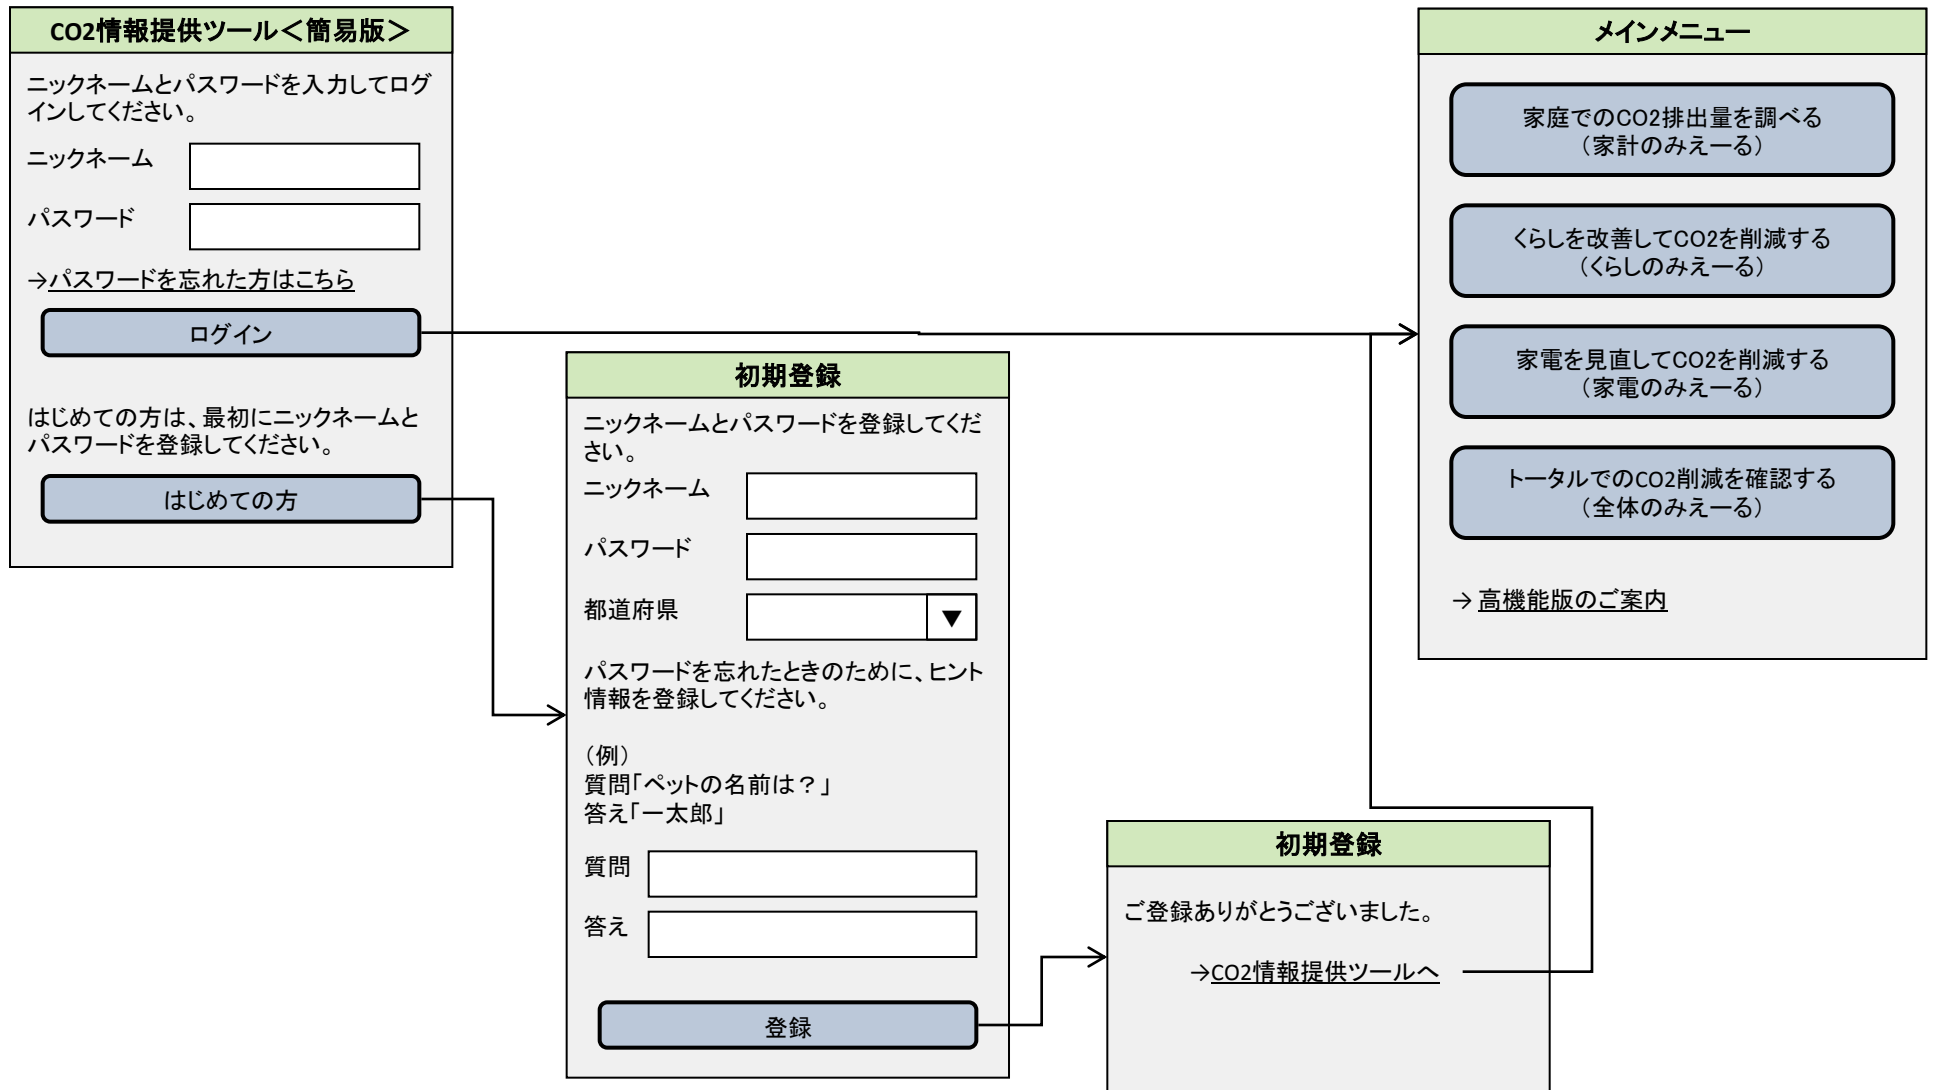 CO2情報提供ツール＜簡易版＞
ニックネームとパスワードを入力してログ
インしてください。
ニックネーム
パスワード
→パスワードを忘れた方はこちら
ログイン
はじめての方は、最初にニックネームと
パスワードを登録してください。
はじめての方
初期登録
ニックネームとパスワードを登録してくだ
さい。
ニックネーム
パスワード
都道府県
▼
パスワードを忘れたときのために、ヒント
情報を登録してください。
（例）
質問「ペットの名前は？」
答え「一太郎」
質問
答え
登録
初期登録
ご登録ありがとうございました。
→CO2情報提供ツールへ
メインメニュー
家庭でのCO2排出量を調べる
（家計のみえーる）
くらしを改善してCO2を削減する
（くらしのみえーる）
家電を見直してCO2を削減する
（家電のみえーる）
トータルでのCO2削減を確認する
（全体のみえーる）
→ 高機能版のご案内